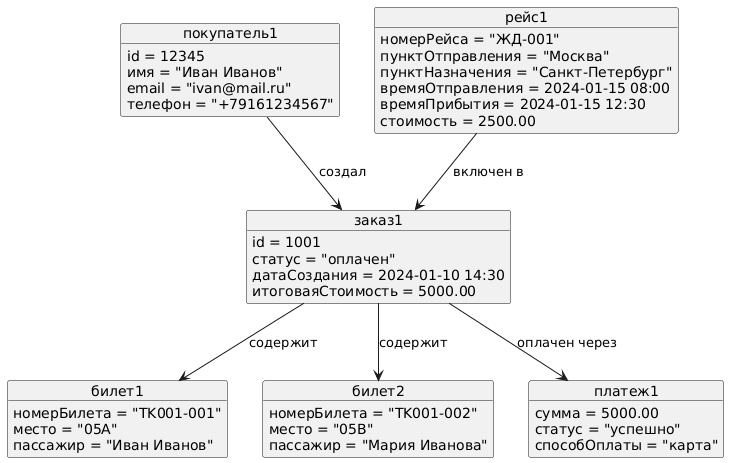 покупатель1
id = 12345
имя = "Иван Иванов"
email = "ivan@mail.ru"
телефон = "+79161234567"
рейс1
номерРейса = "ЖД-001"
пунктОтправления = "Москва"
пунктНазначения = "Санкт-Петербург"
времяОтправления = 2024-01-15 08:00
времяПрибытия = 2024-01-15 12:30
стоимость = 2500.00
создал
включен в
заказ1
id = 1001
статус = "оплачен"
датаСоздания = 2024-01-10 14:30
итоговаяСтоимость = 5000.00
содержит
содержит
оплачен через
билет1
номерБилета = "TK001-001"
место = "05A"
пассажир = "Иван Иванов"
билет2
номерБилета = "TK001-002"
место = "05B"
пассажир = "Мария Иванова"
платеж1
сумма = 5000.00
статус = "успешно"
способОплаты = "карта"